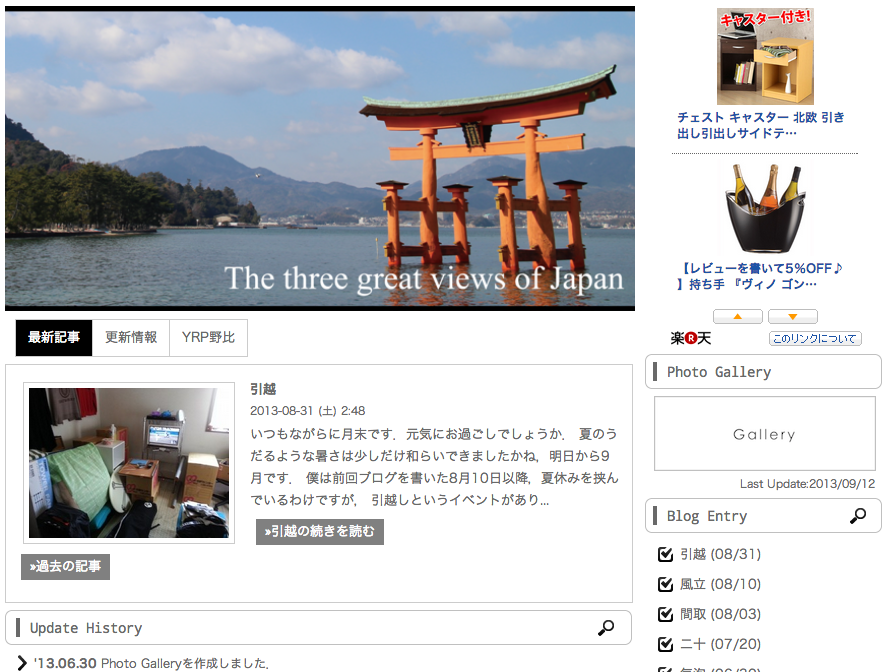 The three great views of Japan
最新記事
更新情報
YRP野比
引越
2013-08-31 (土) 2:48
いつもながらに月末です．元気にお過ごしでしょうか． 夏のう
だるような暑さは少しだけ和らいできましたかね，明日から9
月です． 僕は前回ブログを書いた8月10日以降，夏休みを挟ん
でいるわけですが， 引越しというイベントがあり...
»引越の続きを読む
»過去の記事
Update History
'13.06.30 Photo Galleryを作成しました．
キャスター付き!
チェスト キャスター 北欧 引き
出し引出しサイドテ…
【レビューを書いて5%OFF♪
】持ち手 『ヴィノ ゴン…
楽R天
このリンクについて
Photo Gallery
Gallery
Last Update:2013/09/12
Blog Entry
引越 (08/31)
風立 (08/10)
間取 (08/03)
二十 (07/20)